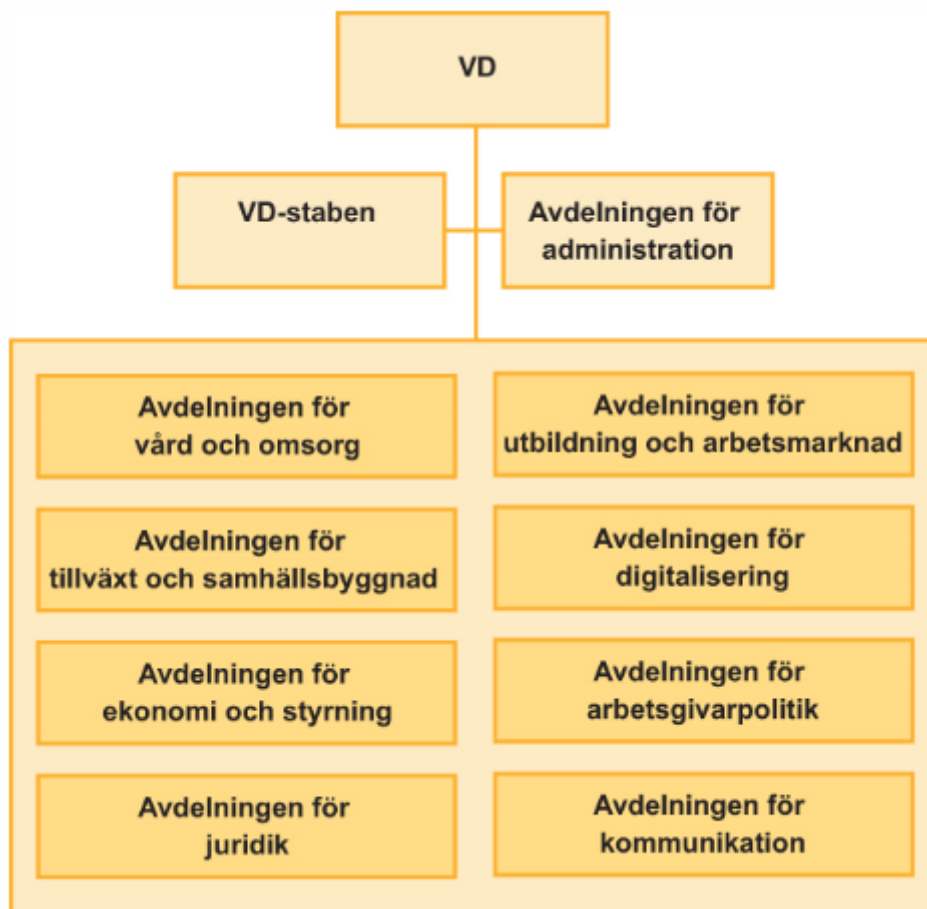 VD
VD-staben
Avdelningen för
administration
Avdelningen för
vård och omsorg
Avdelningen för
utbildning och arbetsmarknad
Avdelningen för
tillväxt och samhällsbyggnad
Avdelningen för
digitalisering
Avdelningen för
ekonomi och styrning
Avdelningen för
arbetsgivarpolitik
Avdelningen för
juridik
Avdelningen för
kommunikation